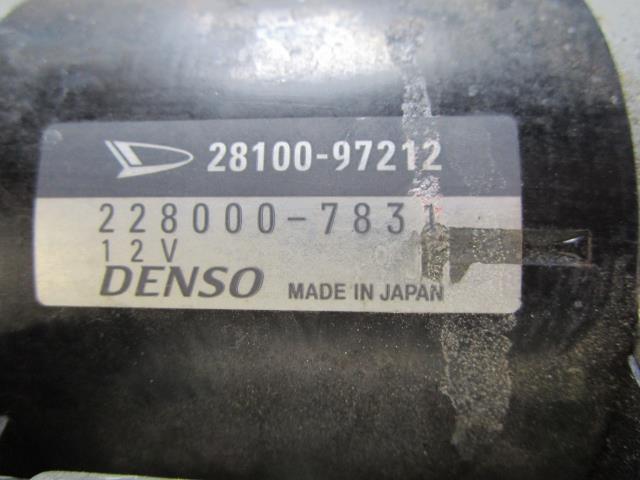 28100-97212
228000-7831
12V
DENSO MADE IN JAPAN